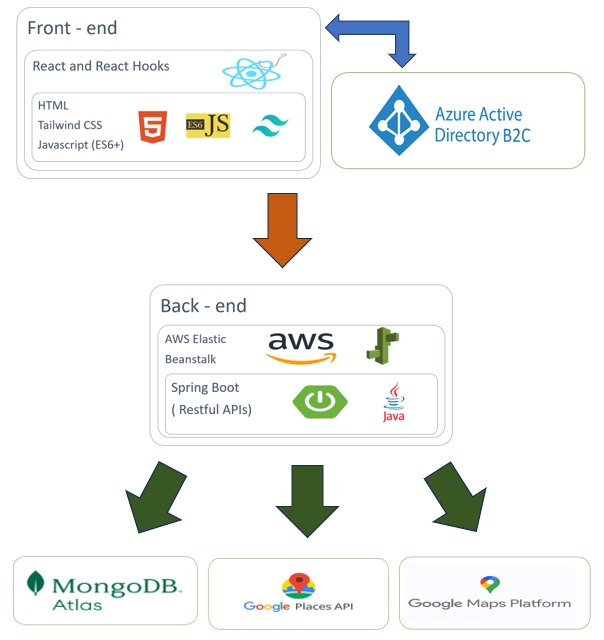 Front - end
React and React Hooks
HTML
Tailwind CSS
Javascript (ES6+)
5
ES6 JS
Azure Active
Directory B2C
Back - end
AWS Elastic
Beanstalk
aws
Spring Boot
( Restful APIs)
Java
MongoDB.
Atlas
Google Places API
Google Maps Platform